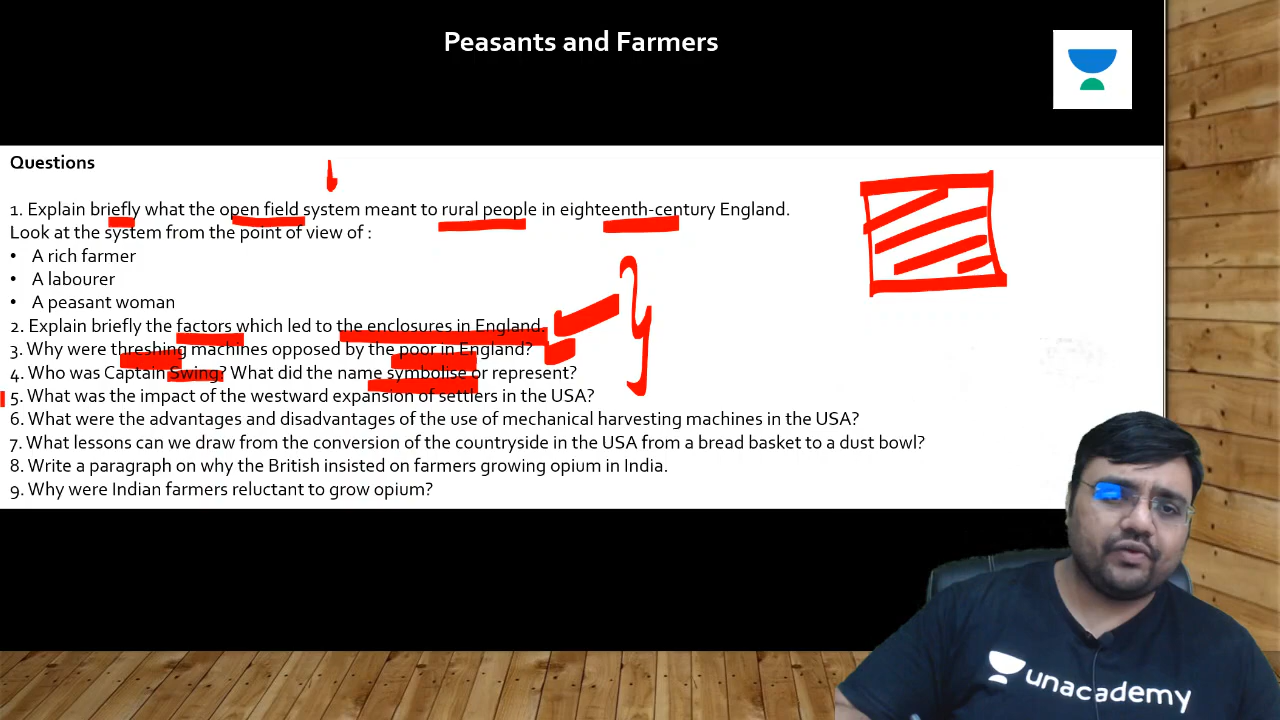 Peasants and Farmers
Questions
1. Explain briefly what the open field system meant to rural people in eighteenth-century England.
Look at the system from the point of view of :
• A rich farmer
• A labourer
• A peasant woman
2. Explain briefly the factors which led to the enclosures in England.
3. Why were threshing machines opposed by the poor in England?
4. Who was Captain Swing? What did the name symbolise or represent?
5. What was the impact of the westward expansion of settlers in the USA?
6. What were the advantages and disadvantages of the use of mechanical harvesting machines in the USA?
7. What lessons can we draw from the conversion of the countryside in the USA from a bread basket to a dust bowl?
8. Write a paragraph on why the British insisted on farmers growing opium in India.
9. Why were Indian farmers reluctant to grow opium?
unacademy